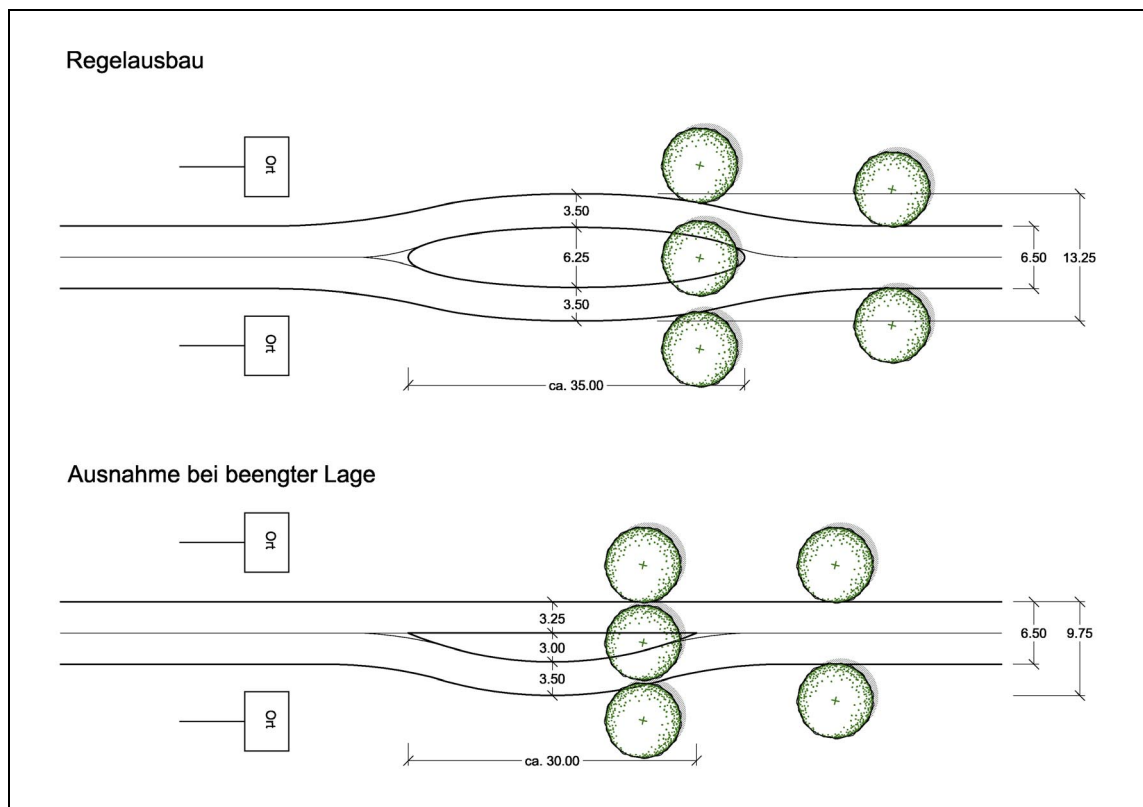 Regelausbau
Ort
3.50
6.25
3.50
6.50
13.25
Ort
ca. 35.00
Ausnahme bei beengter Lage
Ort
3.25
3.00
3.50
6.50
9.75
Ort
ca. 30.00